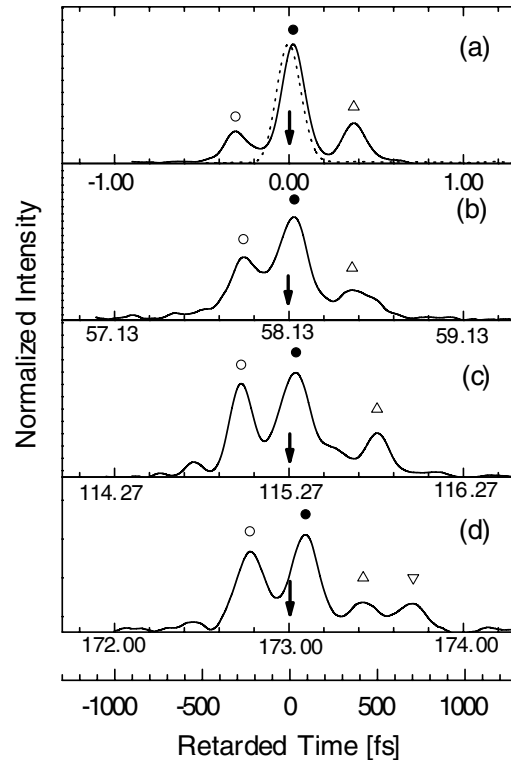 (a)
-1.00 0.00 1.00
(b)
57.13 58.13 59.13
(c)
114.27 115.27 116.27
(d)
172.00 173.00 174.00
-1000 -500 0 500 1000
Retarded Time [fs]
Normalized Intensity